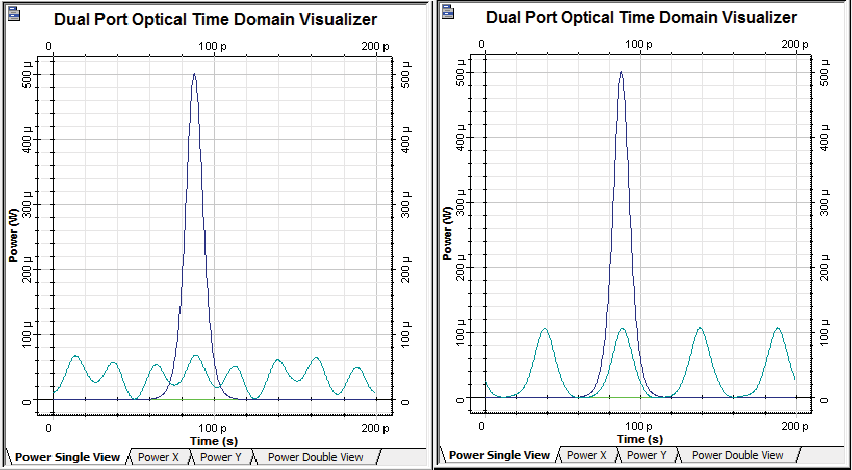 Dual Port Optical Time Domain Visualizer
0 100 p 200 p
500 µ 500 µ
400 µ 400 µ
300 µ 300 µ
Power (W)
200 µ 200 µ
100 µ 100 µ
0 0
0 100 p 200 p
Time (s)
Power Single View Power X Power Y Power Double View
Dual Port Optical Time Domain Visualizer
0 100 p 200 p
500 µ 500 µ
400 µ 400 µ
300 µ 300 µ
Power (W)
200 µ 200 µ
100 µ 100 µ
0 0
0 100 p 200 p
Time (s)
Power Single View Power X Power Y Power Double View